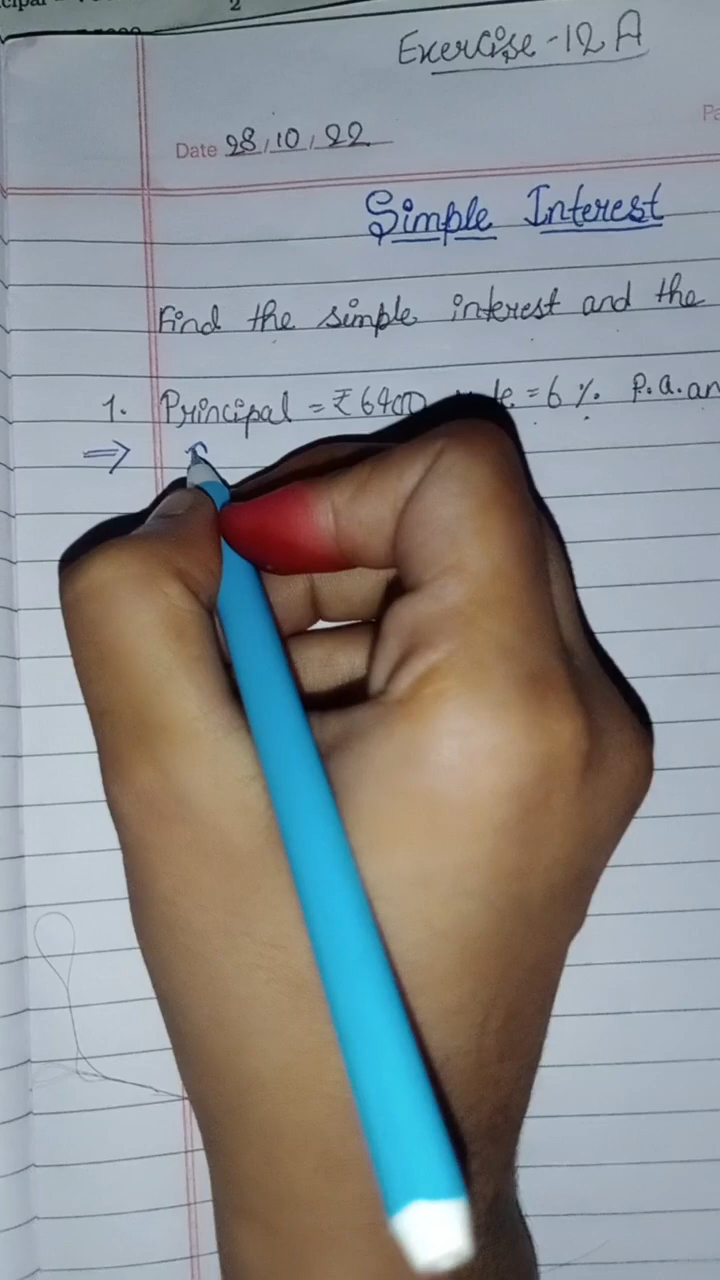 2
Exercise-12 A
Date 28/10/22
Simple Interest
Find the simple interest and the
1. Principal = ₹6400 = 6 % P.a. an
⇒